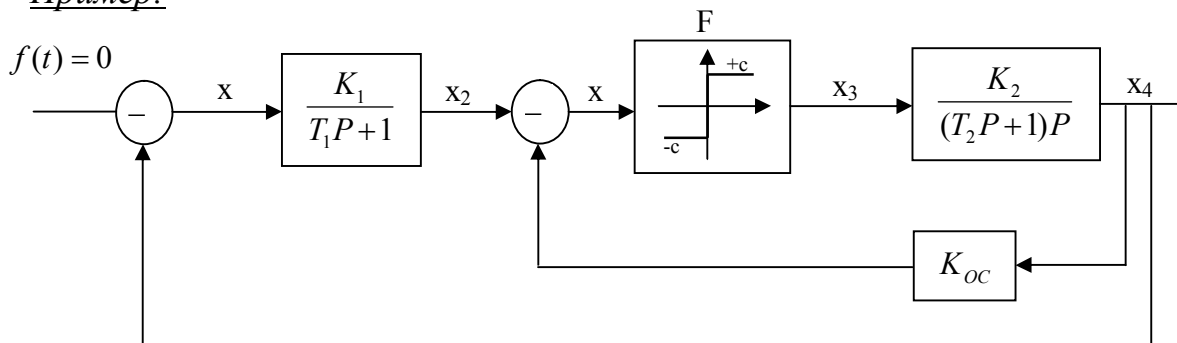 Пример:
F
f(t) = 0
+c
-c
–
x
K₁
T₁P + 1
x₂
–
x
x₃
K₂
(T₂P + 1)P
x₄
K_OC